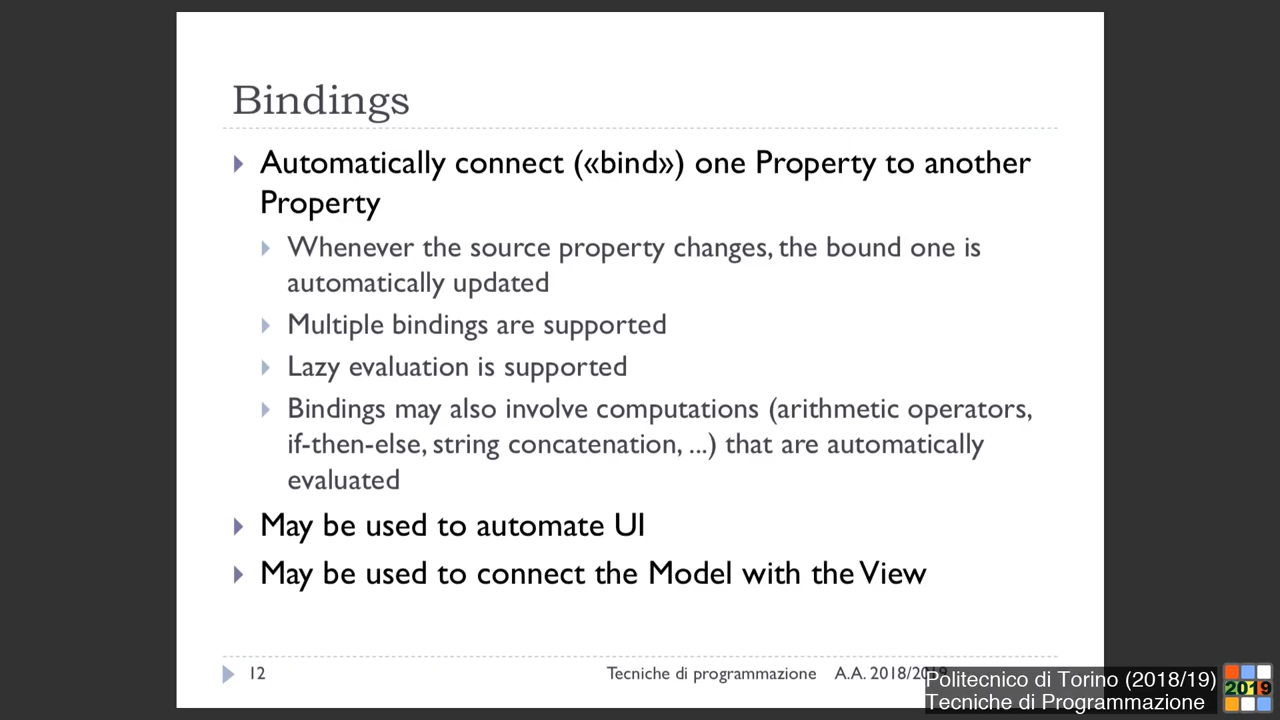 Bindings
Automatically connect («bind») one Property to another
Property
Whenever the source property changes, the bound one is
automatically updated
Multiple bindings are supported
Lazy evaluation is supported
Bindings may also involve computations (arithmetic operators,
if-then-else, string concatenation, ...) that are automatically
evaluated
May be used to automate UI
May be used to connect the Model with the View
12
Tecniche di programmazione A.A. 2018/2019
Politecnico di Torino (2018/19)
Tecniche di Programmazione
2019